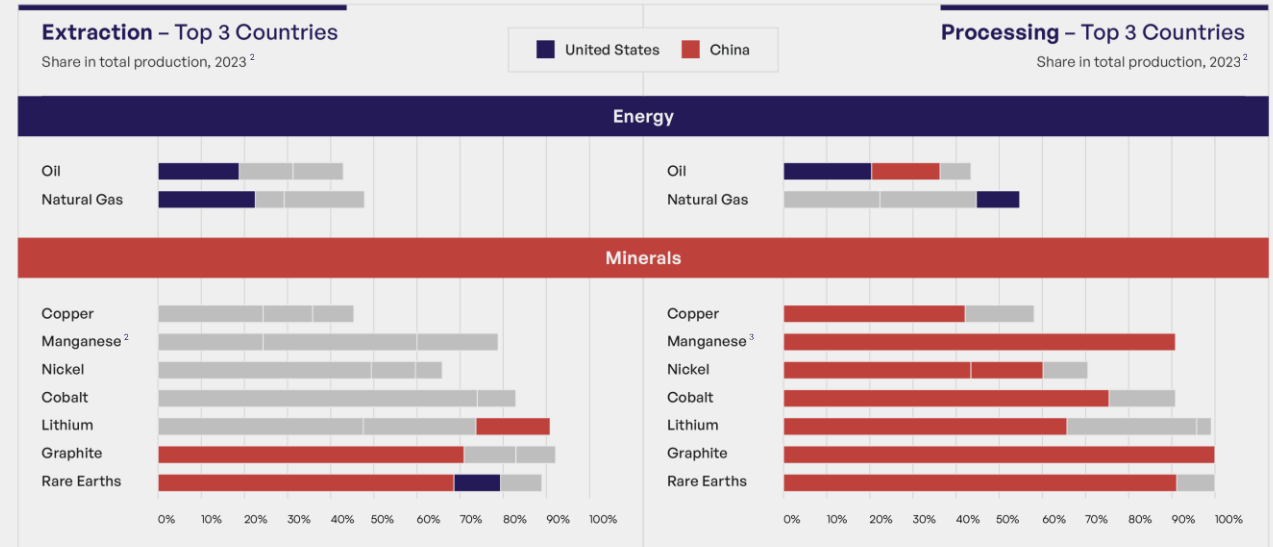 Extraction – Top 3 Countries
Share in total production, 2023 2
United States
China
Processing – Top 3 Countries
Share in total production, 2023 2
Energy
Oil
Natural Gas
Oil
Natural Gas
Minerals
Copper
Manganese 2
Nickel
Cobalt
Lithium
Graphite
Rare Earths
0% 10% 20% 30% 40% 50% 60% 70% 80% 90% 100%
Copper
Manganese 3
Nickel
Cobalt
Lithium
Graphite
Rare Earths
0% 10% 20% 30% 40% 50% 60% 70% 80% 90% 100%